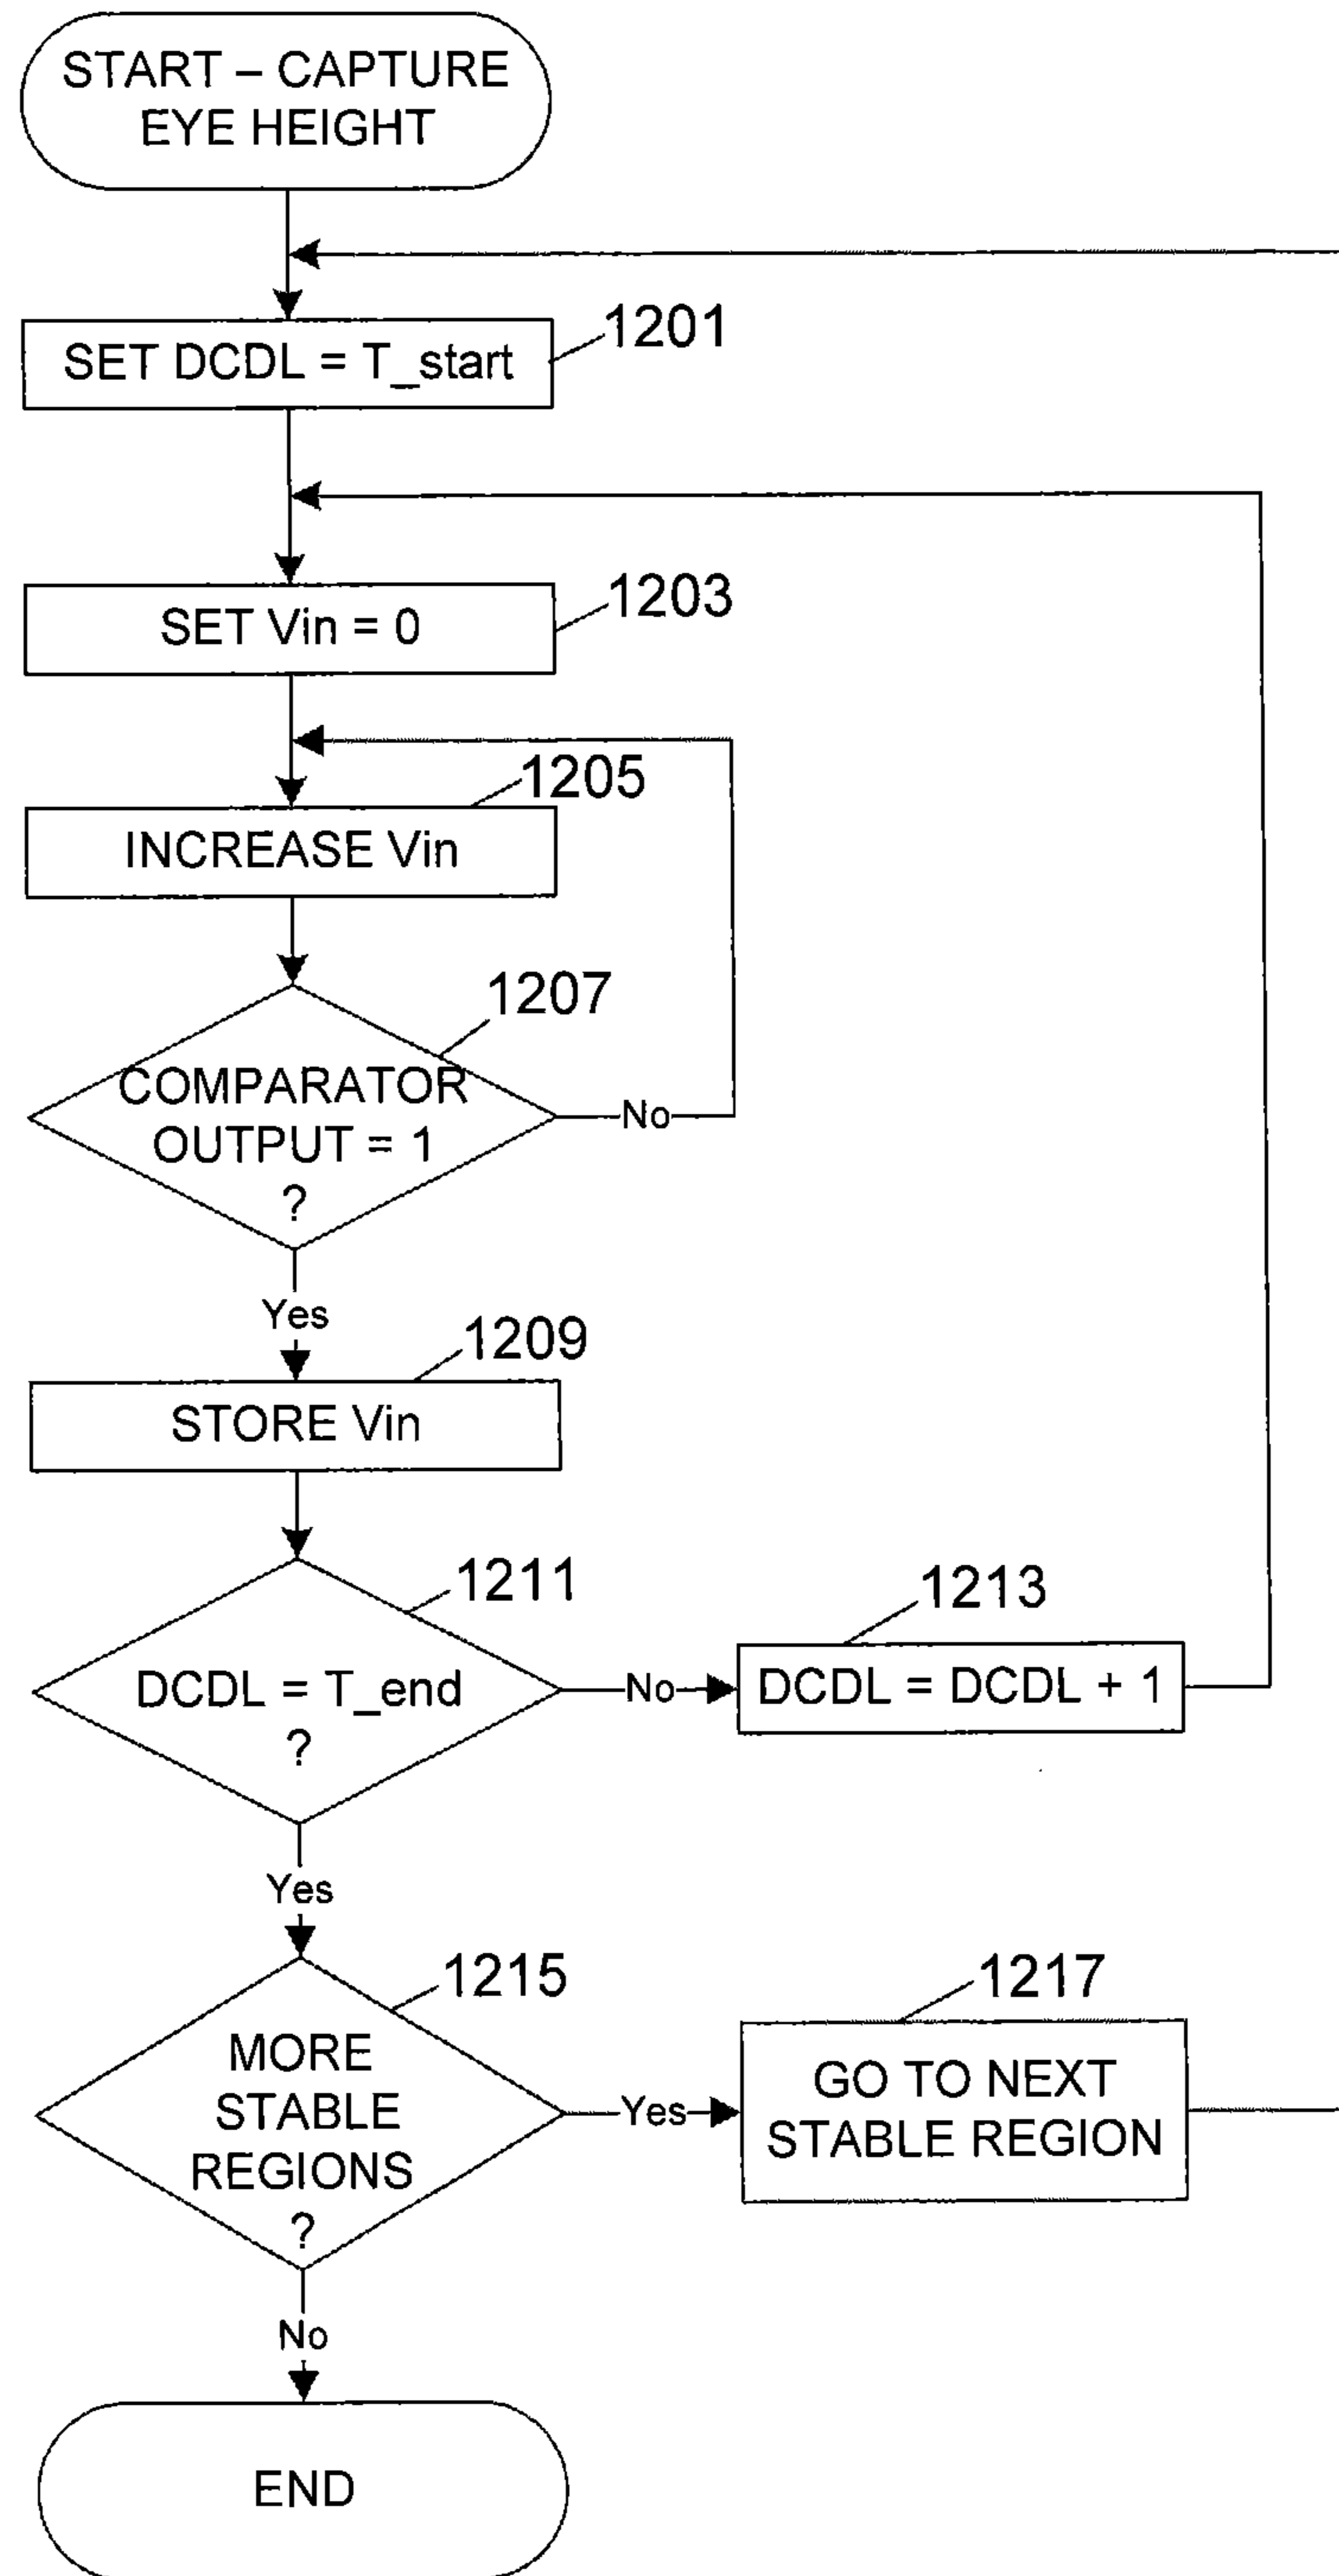 START – CAPTURE
EYE HEIGHT
1201
SET DCDL = T_start
1203
SET Vin = 0
1205
INCREASE Vin
1207
COMPARATOR
OUTPUT = 1
?
No
Yes
1209
STORE Vin
1211
1213
DCDL = T_end
?
No
DCDL = DCDL + 1
Yes
1215
1217
MORE
STABLE
REGIONS
?
Yes
GO TO NEXT
STABLE REGION
No
END